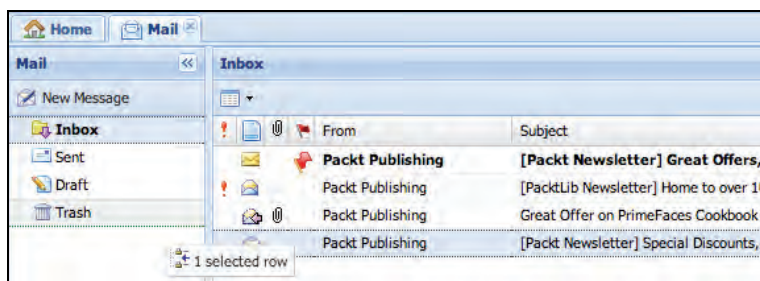 Home Mail
Mail Inbox
New Message
Inbox ! From Subject
Sent Packt Publishing [Packt Newsletter] Great Offers,
Draft ! Packt Publishing [PacktLib Newsletter] Home to over
Trash Packt Publishing Great Offer on PrimeFaces Cookbook
Packt Publishing [Packt Newsletter] Special Discounts,
1 selected row